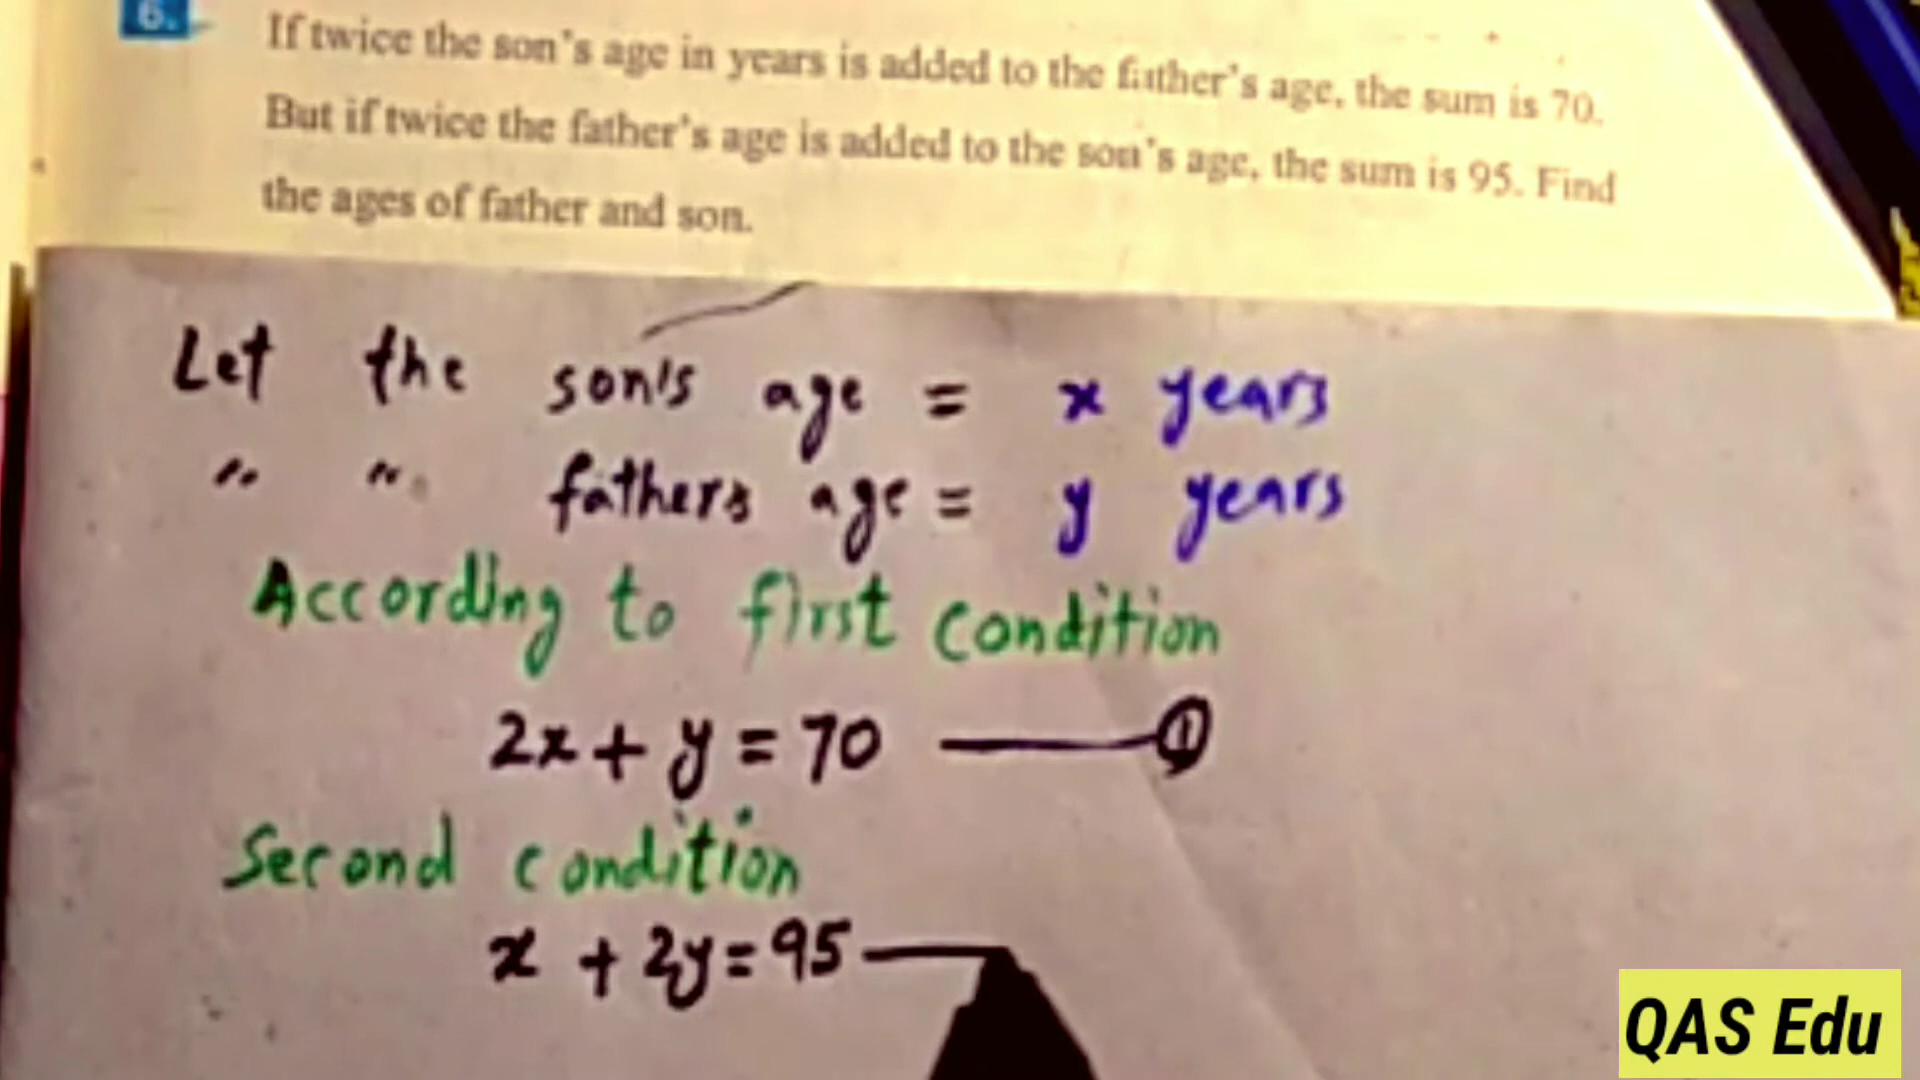 6.
If twice the son's age in years is added to the father's age, the sum is 70.
But if twice the father's age is added to the son's age, the sum is 95. Find
the ages of father and son.
Let the son's age = x years
" " fathers age = y years
According to first condition
2x + y = 70 ——— ①
Second condition
x + 2y = 95 ———
QAS Edu